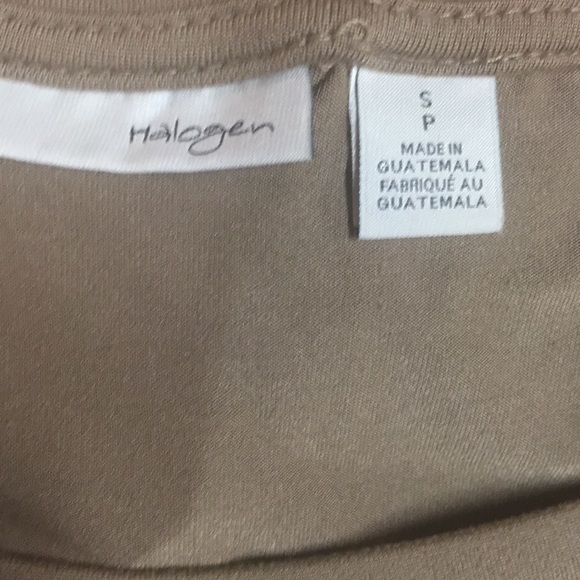 Halogen
S
P
MADE IN
GUATEMALA
FABRIQUÉ AU
GUATEMALA